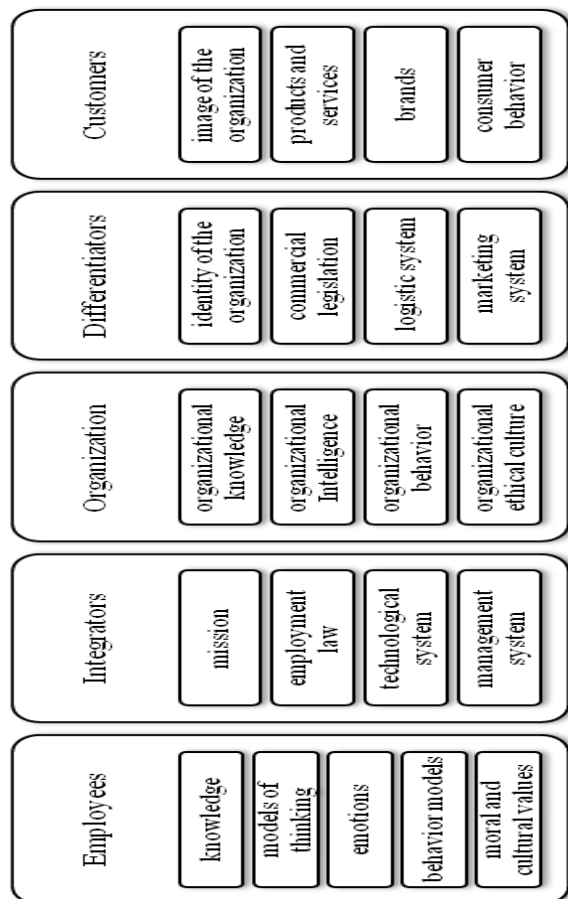 Employees
knowledge
models of
thinking
emotions
behavior models
moral and
cultural values
Integrators
mission
employment
law
technological
system
management
system
Organization
organizational
knowledge
organizational
Intelligence
organizational
behavior
organizational
ethical culture
Differentiators
identity of the
organization
commercial
legislation
logistic system
marketing
system
Customers
image of the
organization
products and
services
brands
consumer
behavior